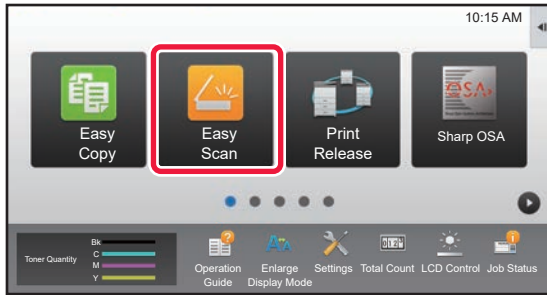 10:15 AM
Easy
Copy
Easy
Scan
Print
Release
OSA
Sharp OSA
Toner Quantity
Bk
C
M
Y
Operation
Guide
Enlarge
Display Mode
Settings
Total Count
LCD Control
Job Status